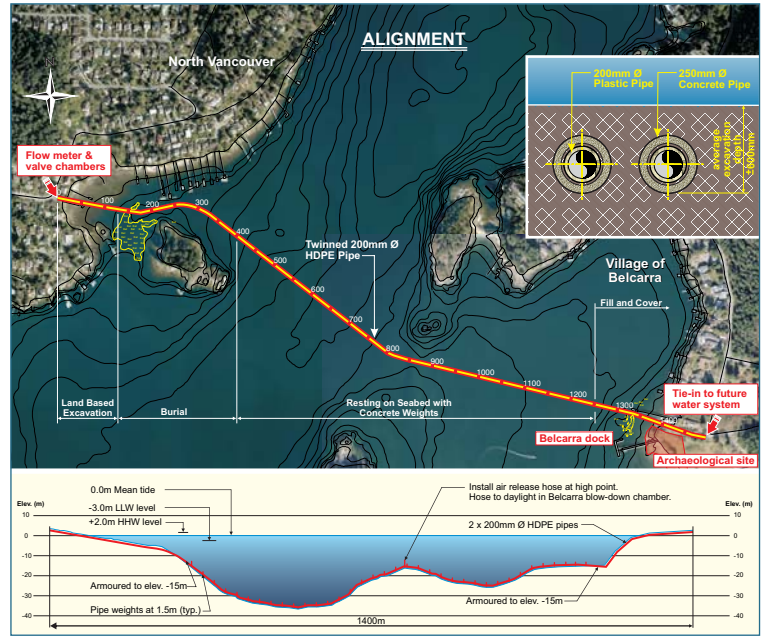 ALIGNMENT
North Vancouver
N
200mm Ø
Plastic Pipe
250mm Ø
Concrete Pipe
average
excavation
depth
±600mm
Flow meter &
valve chambers
100
200
300
400
500
600
700
800
900
1000
1100
1200
1300
Twinned 200mm Ø
HDPE Pipe
Village of
Belcarra
Fill and Cover
Land Based
Excavation
Burial
Resting on Seabed with
Concrete Weights
Tie-in to future
water system
Belcarra dock
Archaeological site
0.0m Mean tide
-3.0m LLW level
+2.0m HHW level
Install air release hose at high point.
Hose to daylight in Belcarra blow-down chamber.
2 x 200mm Ø HDPE pipes
Elev. (m)
10
0
-10
-20
-30
-40
Elev. (m)
10
0
-10
-20
-30
-40
Armoured to elev. -15m
Pipe weights at 1.5m (typ.)
Armoured to elev. -15m
1400m